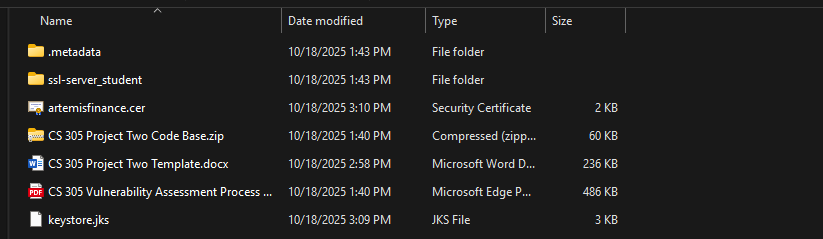 Name Date modified Type Size
.metadata 10/18/2025 1:43 PM File folder
ssl-server_student 10/18/2025 1:43 PM File folder
artemisfinance.cer 10/18/2025 3:10 PM Security Certificate 2 KB
CS 305 Project Two Code Base.zip 10/18/2025 1:40 PM Compressed (zipp... 60 KB
CS 305 Project Two Template.docx 10/18/2025 2:58 PM Microsoft Word D... 236 KB
PDF CS 305 Vulnerability Assessment Process ... 10/18/2025 1:40 PM Microsoft Edge P... 486 KB
keystore.jks 10/18/2025 3:09 PM JKS File 3 KB